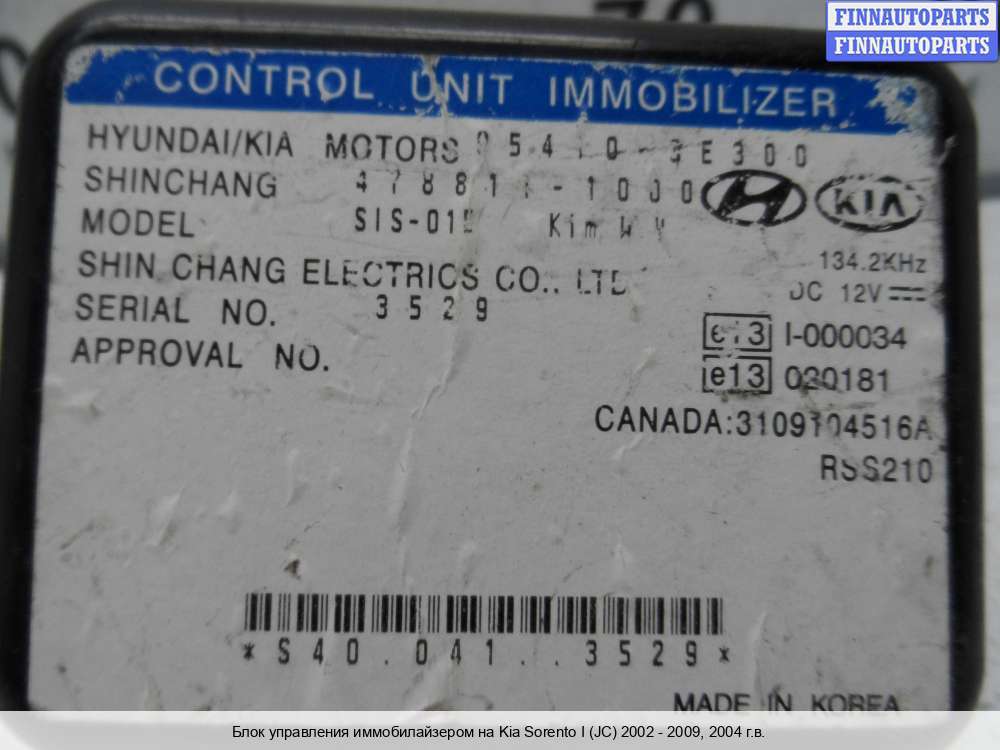 FINNAUTOPARTS
FINNAUTOPARTS
CONTROL UNIT IMMOBILIZER
HYUNDAI/KIA MOTORS
SHINCHANG
KIA
MODEL
134.2KHz
SHIN CHANG ELECTRICS CO., LTD
DC 12V
SERIAL NO. 3529
e13 I-000034
APPROVAL NO.
e13 020181
CANADA:3109104516A
RSS210
*S40.041..3529*
MADE IN KOREA
Блок управления иммобилайзером на Kia Sorento I (JC) 2002 - 2009, 2004 г.в.